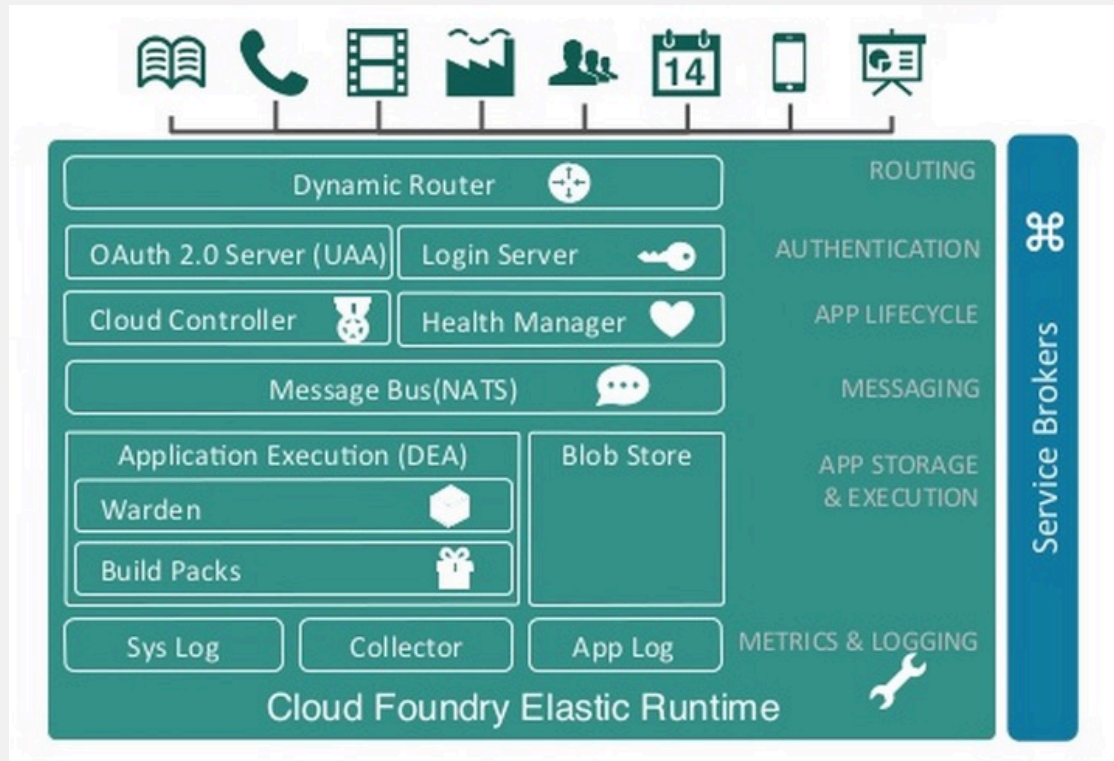 14
Dynamic Router
ROUTING
OAuth 2.0 Server (UAA)
Login Server
AUTHENTICATION
Cloud Controller
Health Manager
APP LIFECYCLE
Message Bus(NATS)
MESSAGING
Application Execution (DEA)
Warden
Build Packs
Blob Store
APP STORAGE
& EXECUTION
Sys Log
Collector
App Log
METRICS & LOGGING
Cloud Foundry Elastic Runtime
Service Brokers